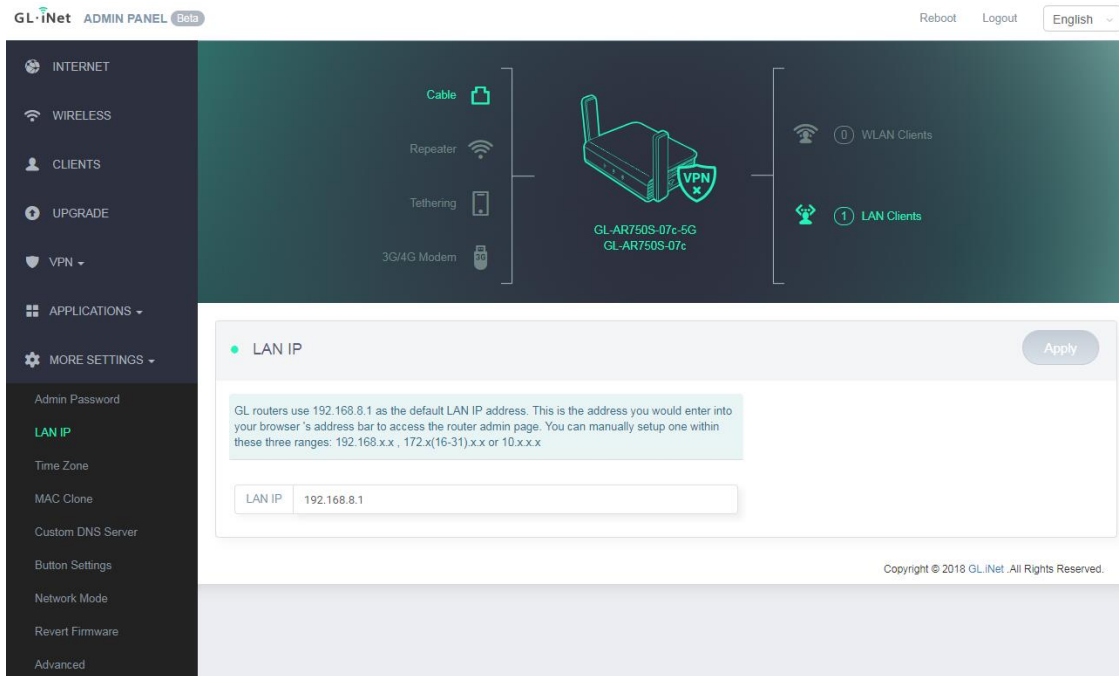 GL·iNet ADMIN PANEL Beta
Reboot Logout English
INTERNET
WIRELESS
CLIENTS
UPGRADE
VPN
APPLICATIONS
MORE SETTINGS
Admin Password
LAN IP
Time Zone
MAC Clone
Custom DNS Server
Button Settings
Network Mode
Revert Firmware
Advanced
Cable
Repeater
Tethering
3G/4G Modem
3G
VPN
x
GL-AR750S-07c-5G
GL-AR750S-07c
0 WLAN Clients
1 LAN Clients
LAN IP
Apply
GL routers use 192.168.8.1 as the default LAN IP address. This is the address you would enter into
your browser 's address bar to access the router admin page. You can manually setup one within
these three ranges: 192.168.x.x , 172.x(16-31).x.x or 10.x.x.x
LAN IP 192.168.8.1
Copyright © 2018 GL.iNet .All Rights Reserved.